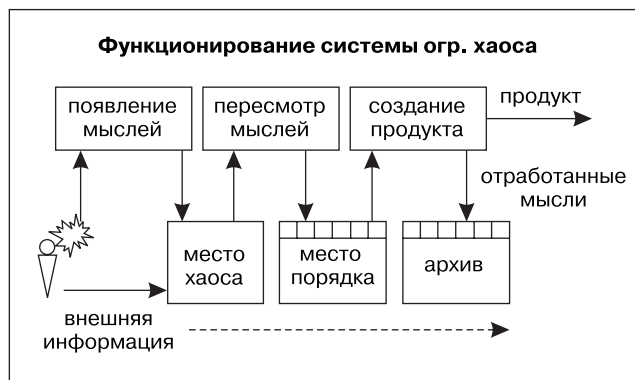 Функционирование системы огр. хаоса
появление
мыслей
пересмотр
мыслей
создание
продукта
продукт
отработанные
мысли
место
хаоса
место
порядка
архив
внешняя
информация